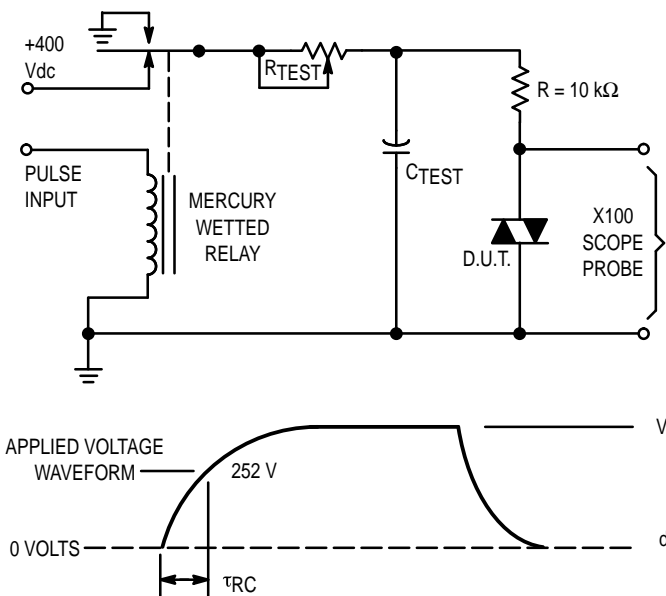 +400
Vdc
RTEST
R = 10 kΩ
PULSE
INPUT
MERCURY
WETTED
RELAY
CTEST
D.U.T.
X100
SCOPE
PROBE
APPLIED VOLTAGE
WAVEFORM
252 V
0 VOLTS
τRC
V